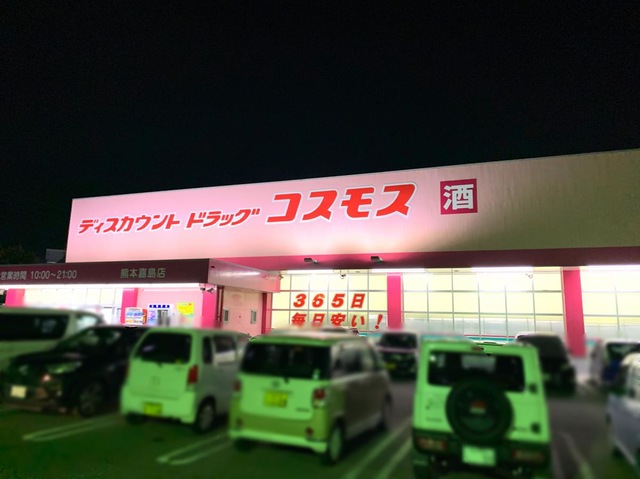 ディスカウント ドラッグ コスモス 酒
営業時間 10:00~21:00 熊本嘉島店
365日
毎日安い!